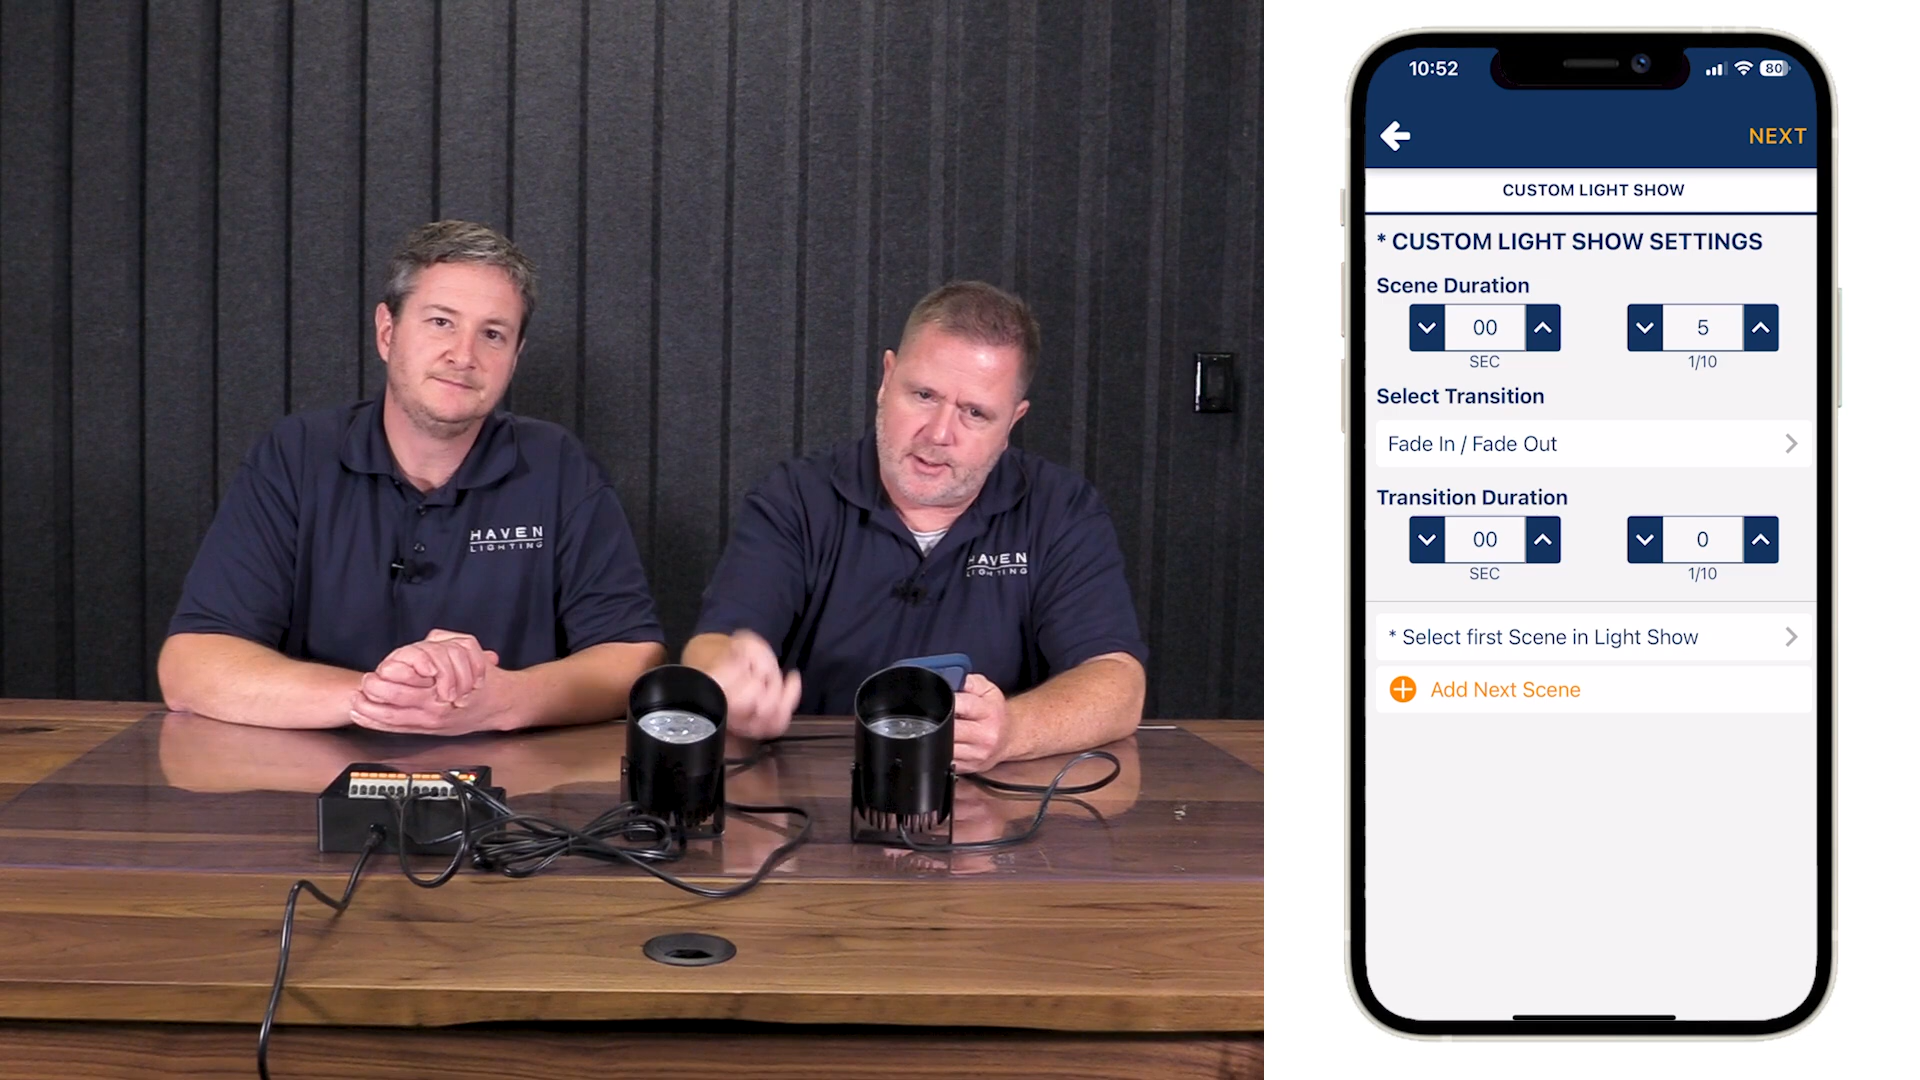 HAVEN
LIGHTING
HAVEN
LIGHTING
10:52
80
NEXT
CUSTOM LIGHT SHOW
* CUSTOM LIGHT SHOW SETTINGS
Scene Duration
00
5
SEC
1/10
Select Transition
Fade In / Fade Out
Transition Duration
00
0
SEC
1/10
* Select first Scene in Light Show
Add Next Scene